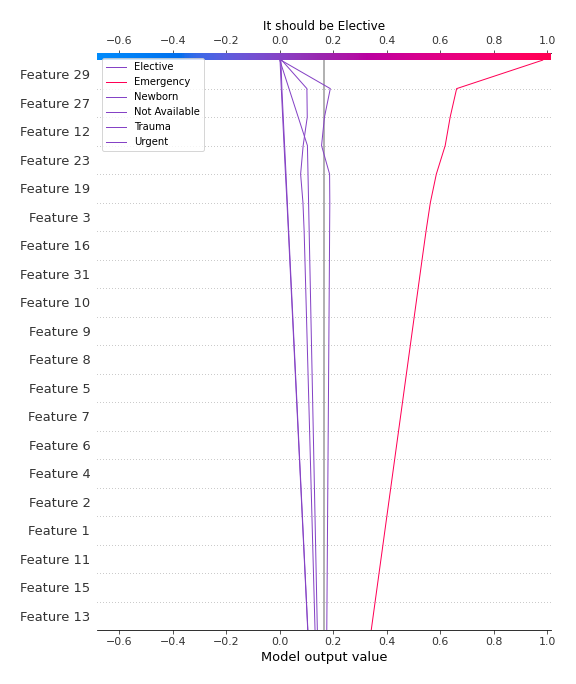 It should be Elective
−0.6 −0.4 −0.2 0.0 0.2 0.4 0.6 0.8 1.0
Elective
Emergency
Newborn
Not Available
Trauma
Urgent
Feature 29
Feature 27
Feature 12
Feature 23
Feature 19
Feature 3
Feature 16
Feature 31
Feature 10
Feature 9
Feature 8
Feature 5
Feature 7
Feature 6
Feature 4
Feature 2
Feature 1
Feature 11
Feature 15
Feature 13
−0.6 −0.4 −0.2 0.0 0.2 0.4 0.6 0.8 1.0
Model output value